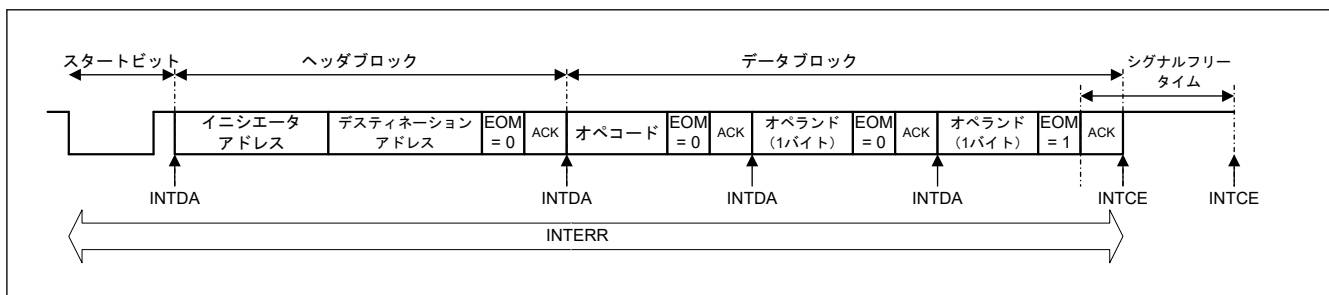 スタートビット
ヘッダブロック
データブロック
シグナルフリー
タイム
イニシエータ
アドレス
デスティネーション
アドレス
EOM
= 0
ACK
オペコード
EOM
= 0
ACK
オペランド
(1バイト)
EOM
= 0
ACK
オペランド
(1バイト)
EOM
= 1
ACK
INTDA
INTDA
INTDA
INTDA
INTCE
INTCE
INTERR